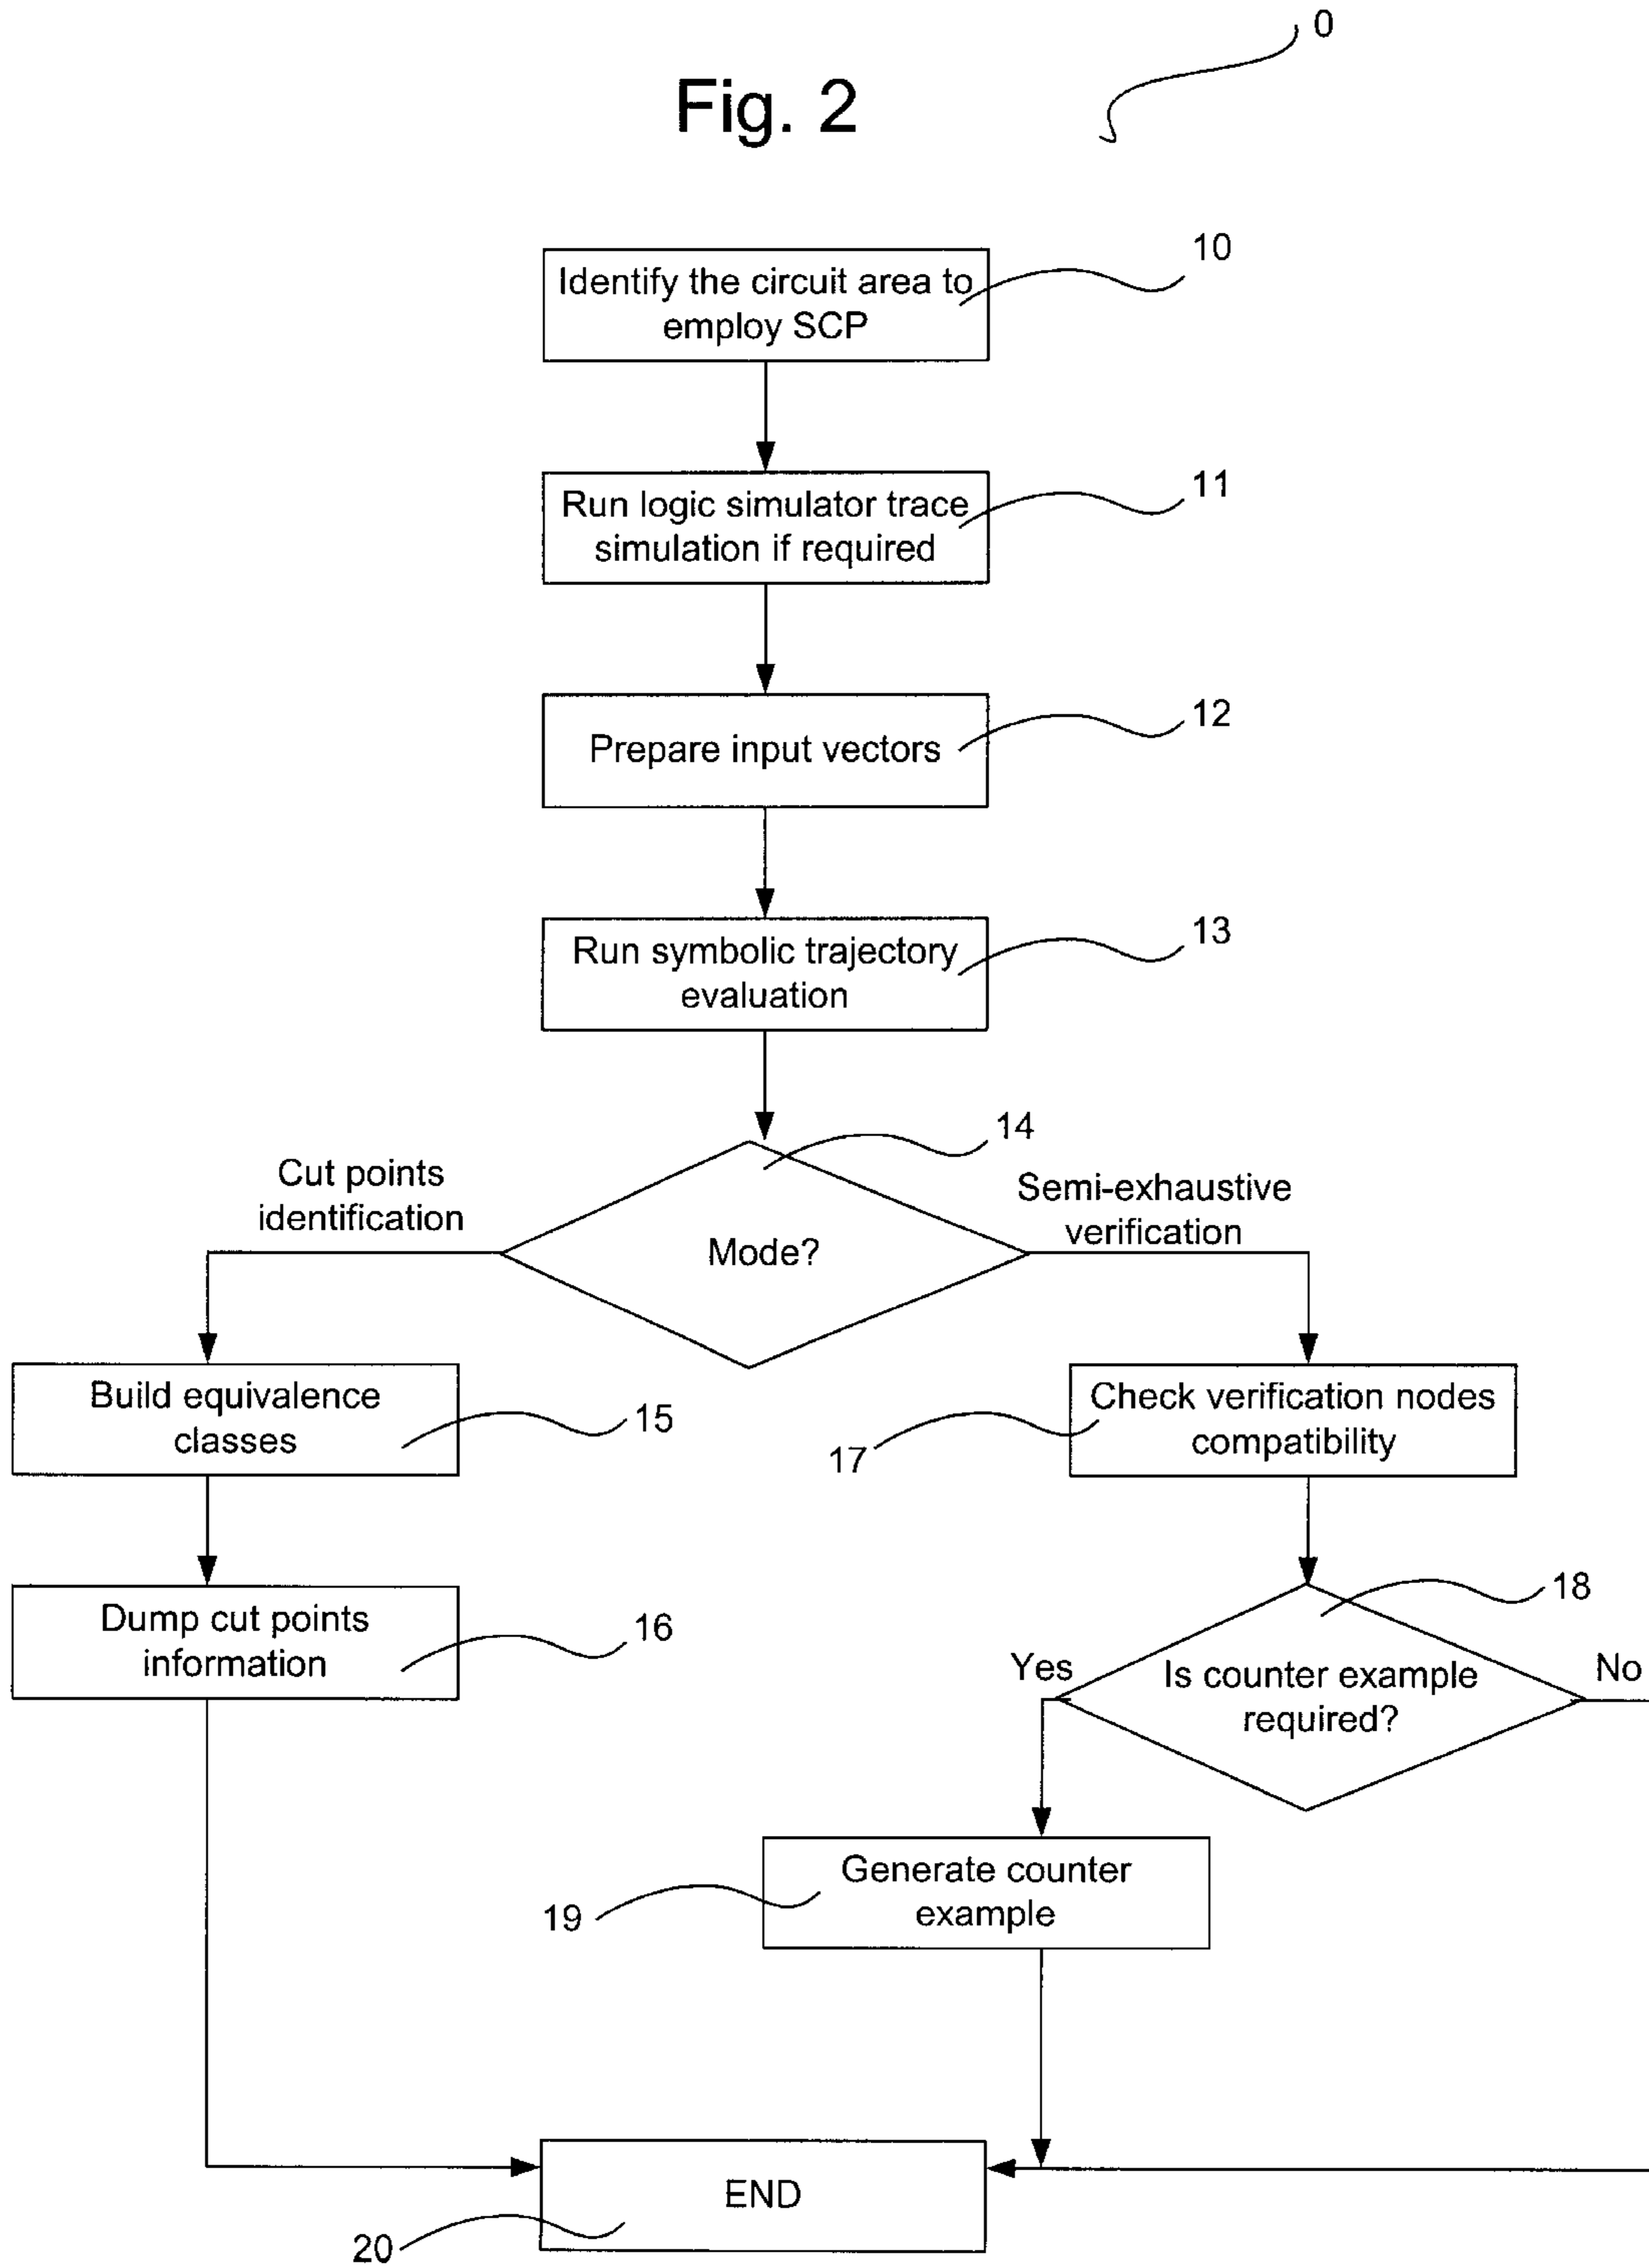 0
Fig. 2
10
Identify the circuit area to
employ SCP
11
Run logic simulator trace
simulation if required
12
Prepare input vectors
13
Run symbolic trajectory
evaluation
14
Cut points
identification
Semi-exhaustive
verification
Mode?
Build equivalence
classes
15
Check verification nodes
compatibility
17
Dump cut points
information
16
18
Yes
Is counter example
required?
No
Generate counter
example
19
END
20